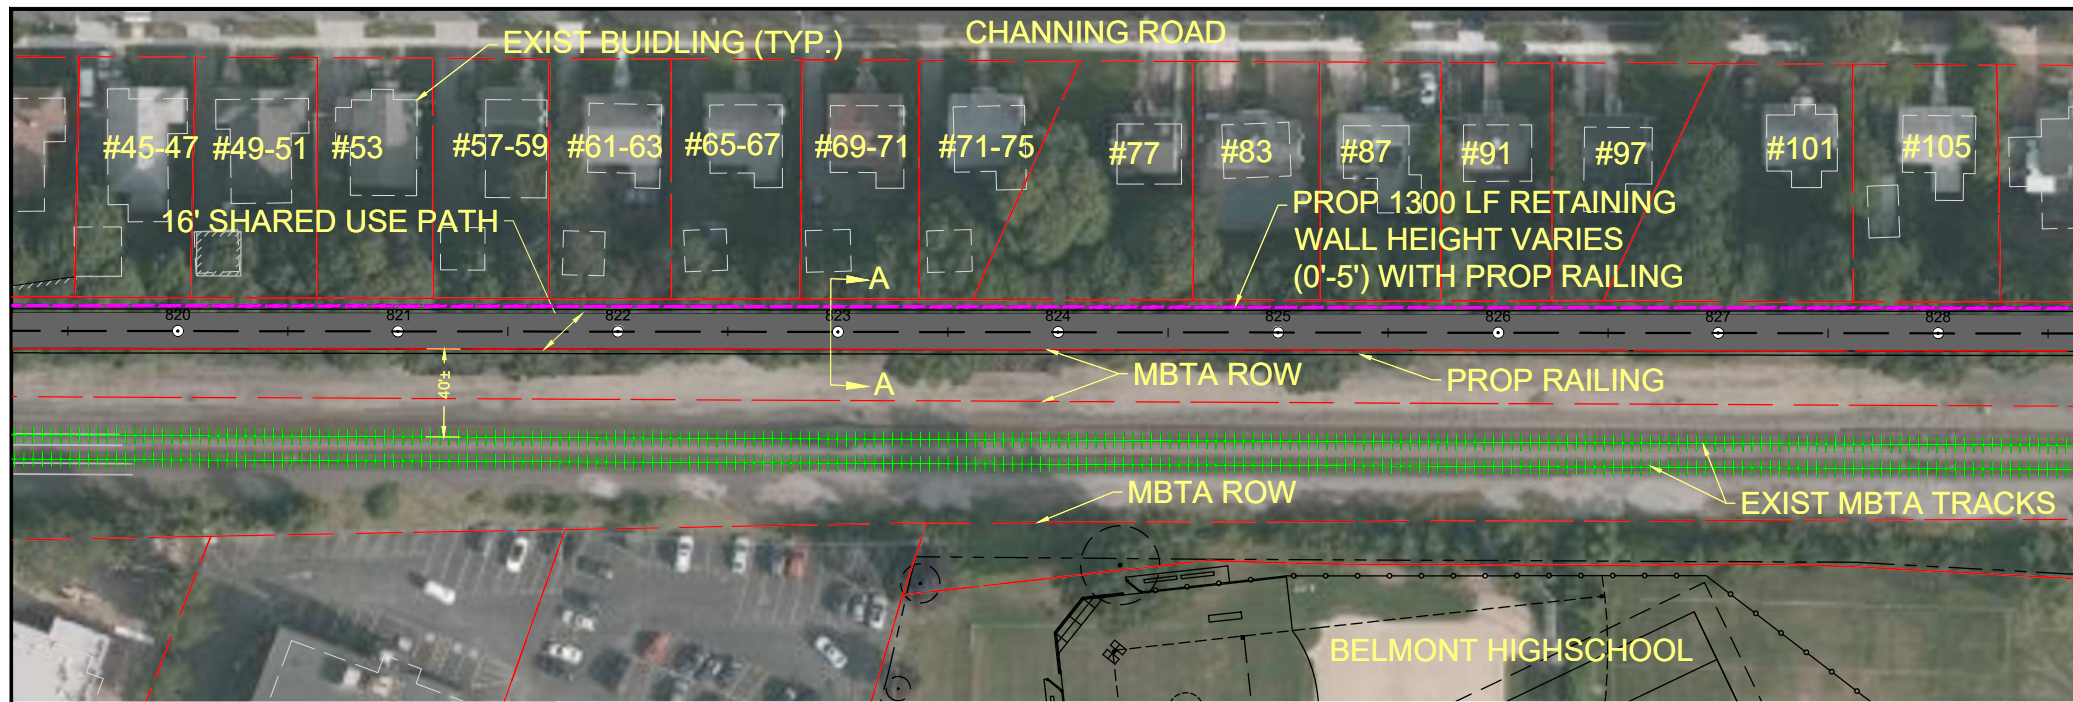 CHANNING ROAD
EXIST BUIDLING (TYP.)
#45-47
#49-51
#53
#57-59
#61-63
#65-67
#69-71
#71-75
#77
#83
#87
#91
#97
#101
#105
16' SHARED USE PATH
PROP 1300 LF RETAINING
WALL HEIGHT VARIES
(0'-5') WITH PROP RAILING
A
820
821
822
823
824
825
826
827
828
40'±
A
MBTA ROW
PROP RAILING
MBTA ROW
EXIST MBTA TRACKS
BELMONT HIGHSCHOOL